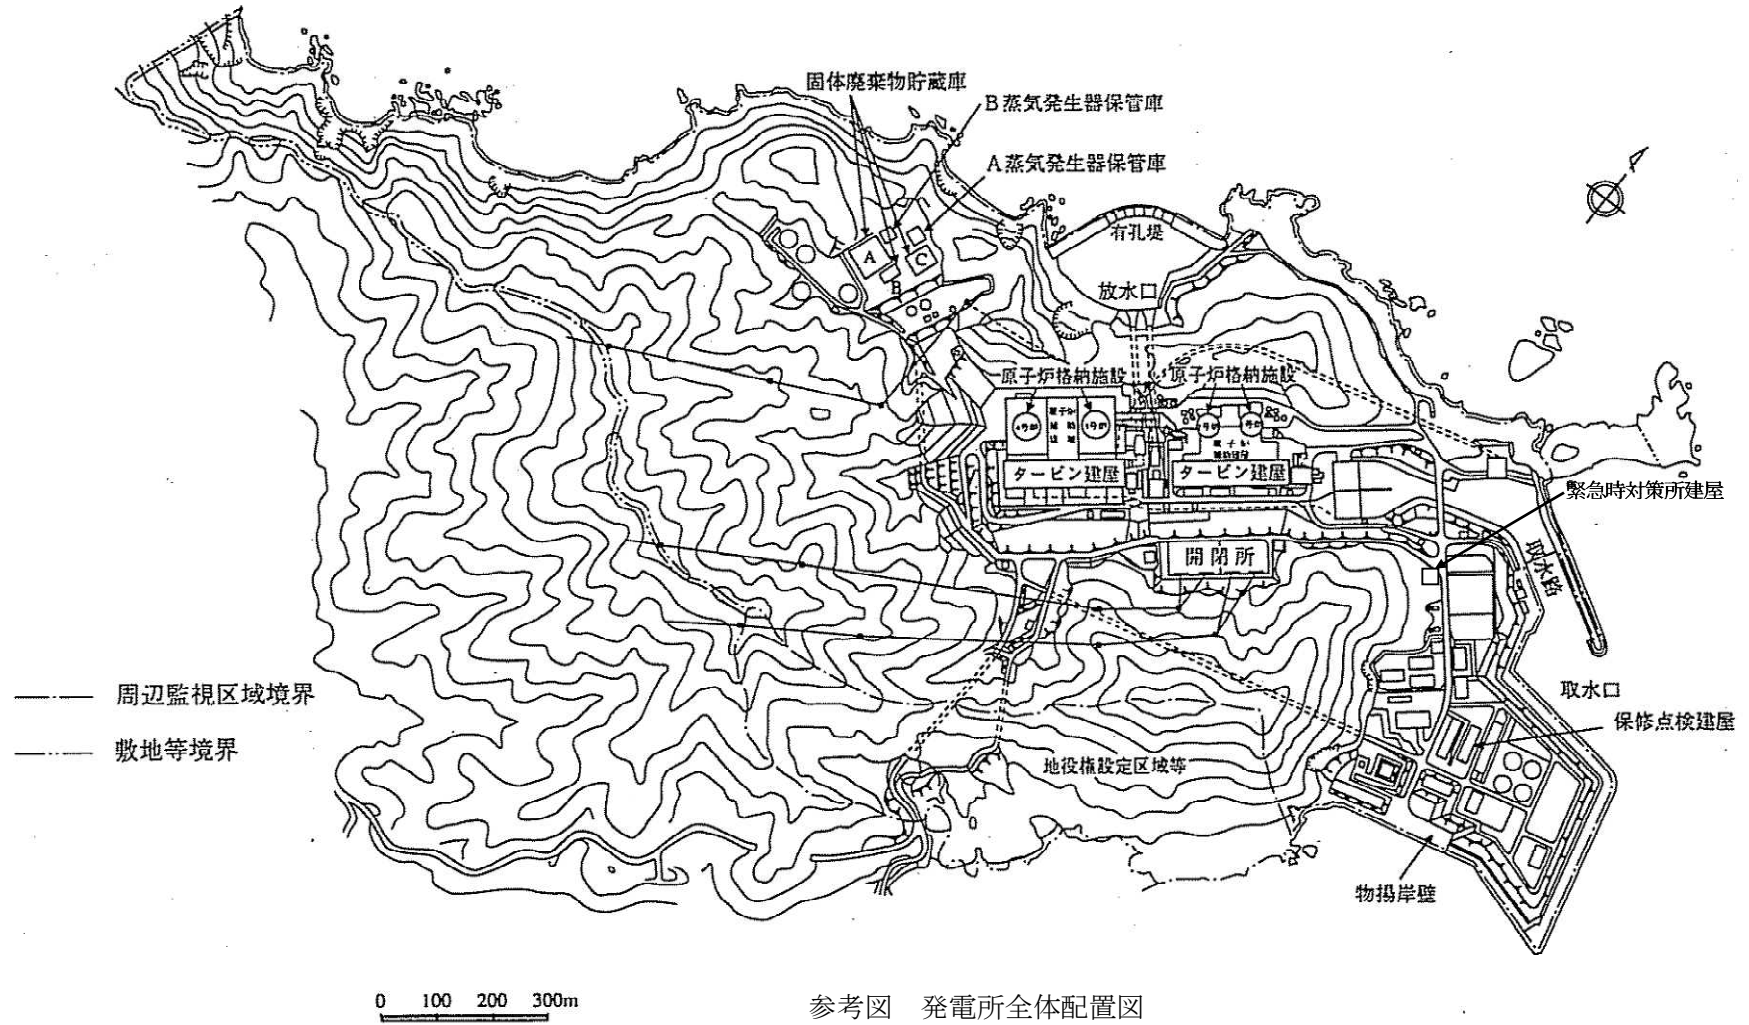 固体廃棄物貯蔵庫
B蒸気発生器保管庫
A蒸気発生器保管庫
有孔堤
A
C
B
放水口
原子炉格納施設
原子炉格納施設
タービン建屋
タービン建屋
緊急時対策所建屋
開閉所
取水路
周辺監視区域境界
取水口
保修点検建屋
敷地等境界
地役権設定区域等
物揚岸壁
0 100 200 300m
参考図 発電所全体配置図